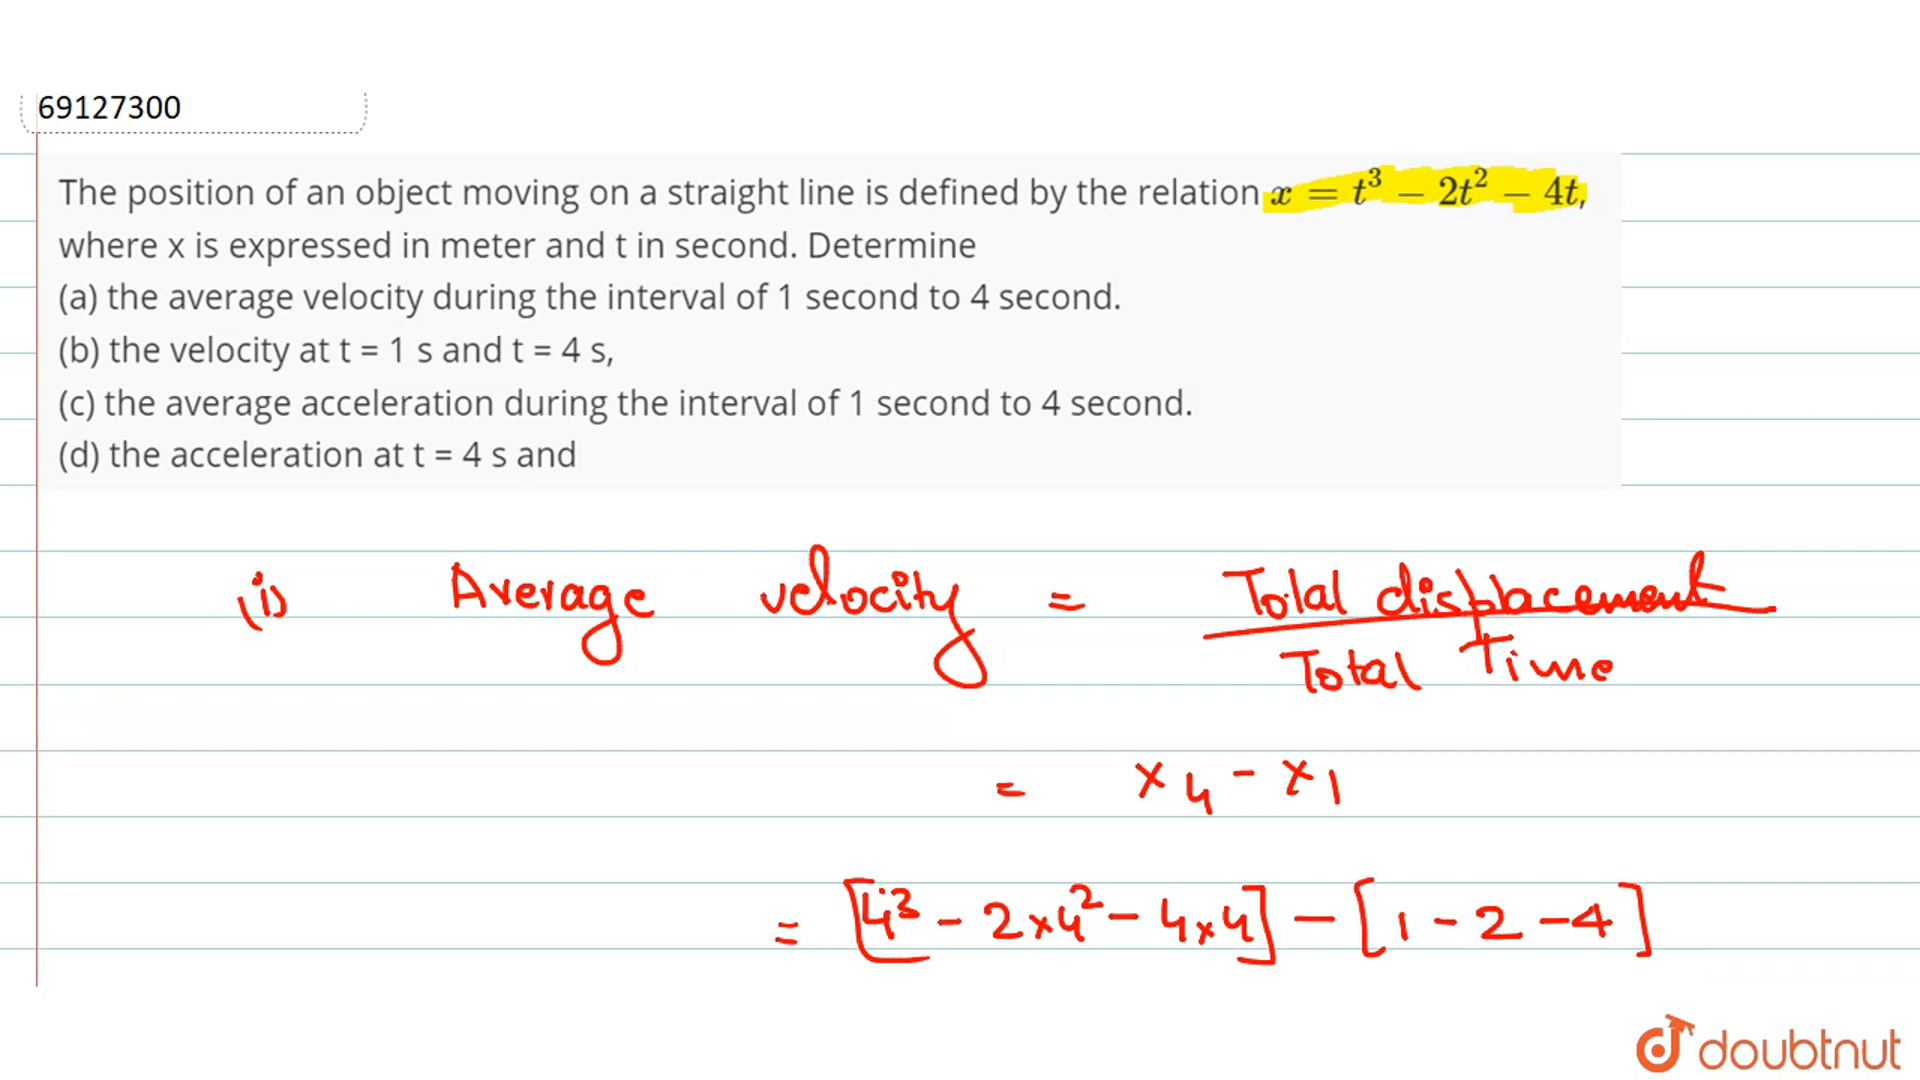 69127300
The position of an object moving on a straight line is defined by the relation x = t³ − 2t² − 4t,
where x is expressed in meter and t in second. Determine
(a) the average velocity during the interval of 1 second to 4 second.
(b) the velocity at t = 1 s and t = 4 s,
(c) the average acceleration during the interval of 1 second to 4 second.
(d) the acceleration at t = 4 s and
(i) Average velocity = Total displacement
Total Time
= x₄ - x₁
= [4³ - 2×4² - 4×4] - [1 - 2 - 4]
doubtnut